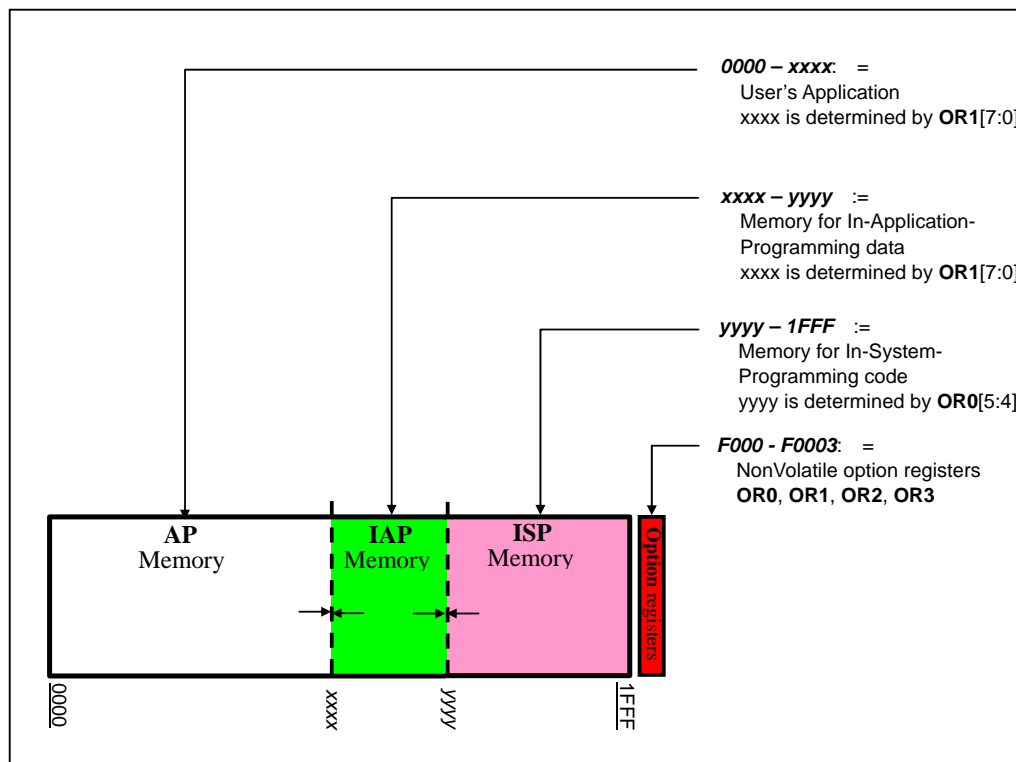 0000 – xxxx: =
User's Application
xxxx is determined by OR1[7:0]
xxxx – yyyy :=
Memory for In-Application-
Programming data
xxxx is determined by OR1[7:0]
yyyy – 1FFF :=
Memory for In-System-
Programming code
yyyy is determined by OR0[5:4]
F000 - F0003: =
NonVolatile option registers
OR0, OR1, OR2, OR3
AP
Memory
IAP
Memory
ISP
Memory
Option registers
0000
xxxx
yyyy
1FFF